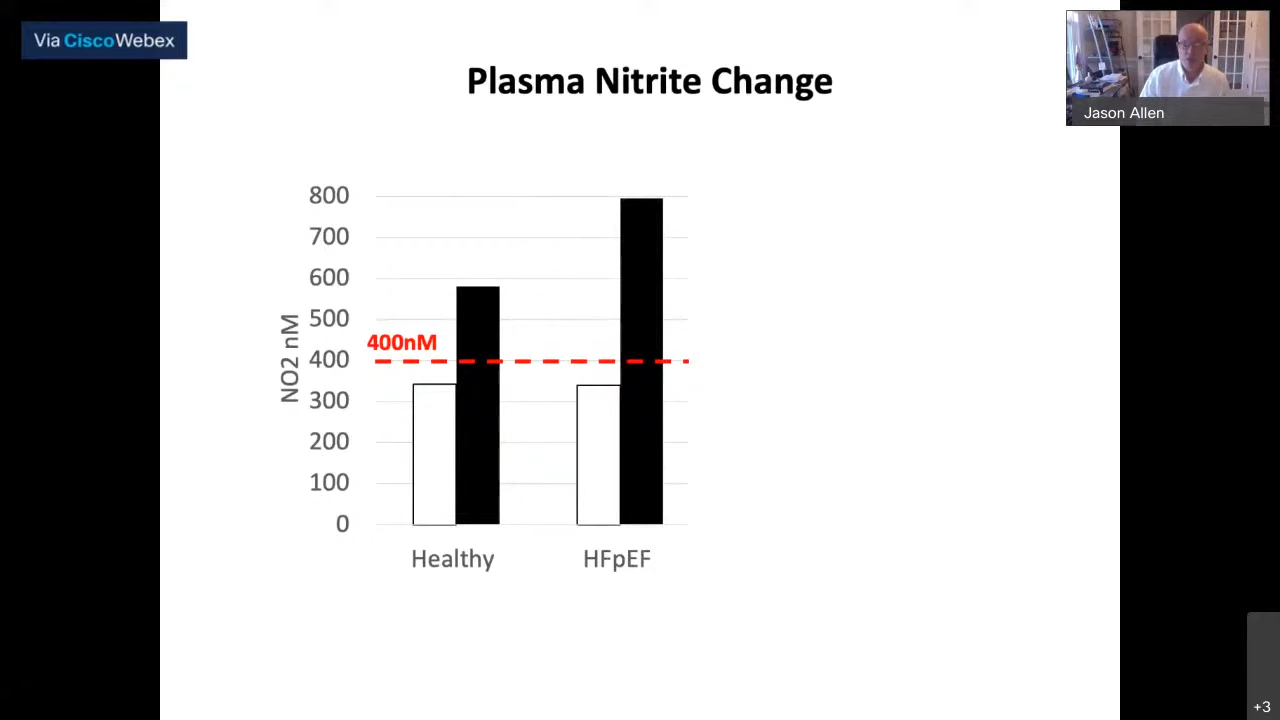 Via CiscoWebex
Plasma Nitrite Change
Jason Allen
800
700
600
500
400
300
200
100
0
NO2 nM
400nM
Healthy
HFpEF
+3